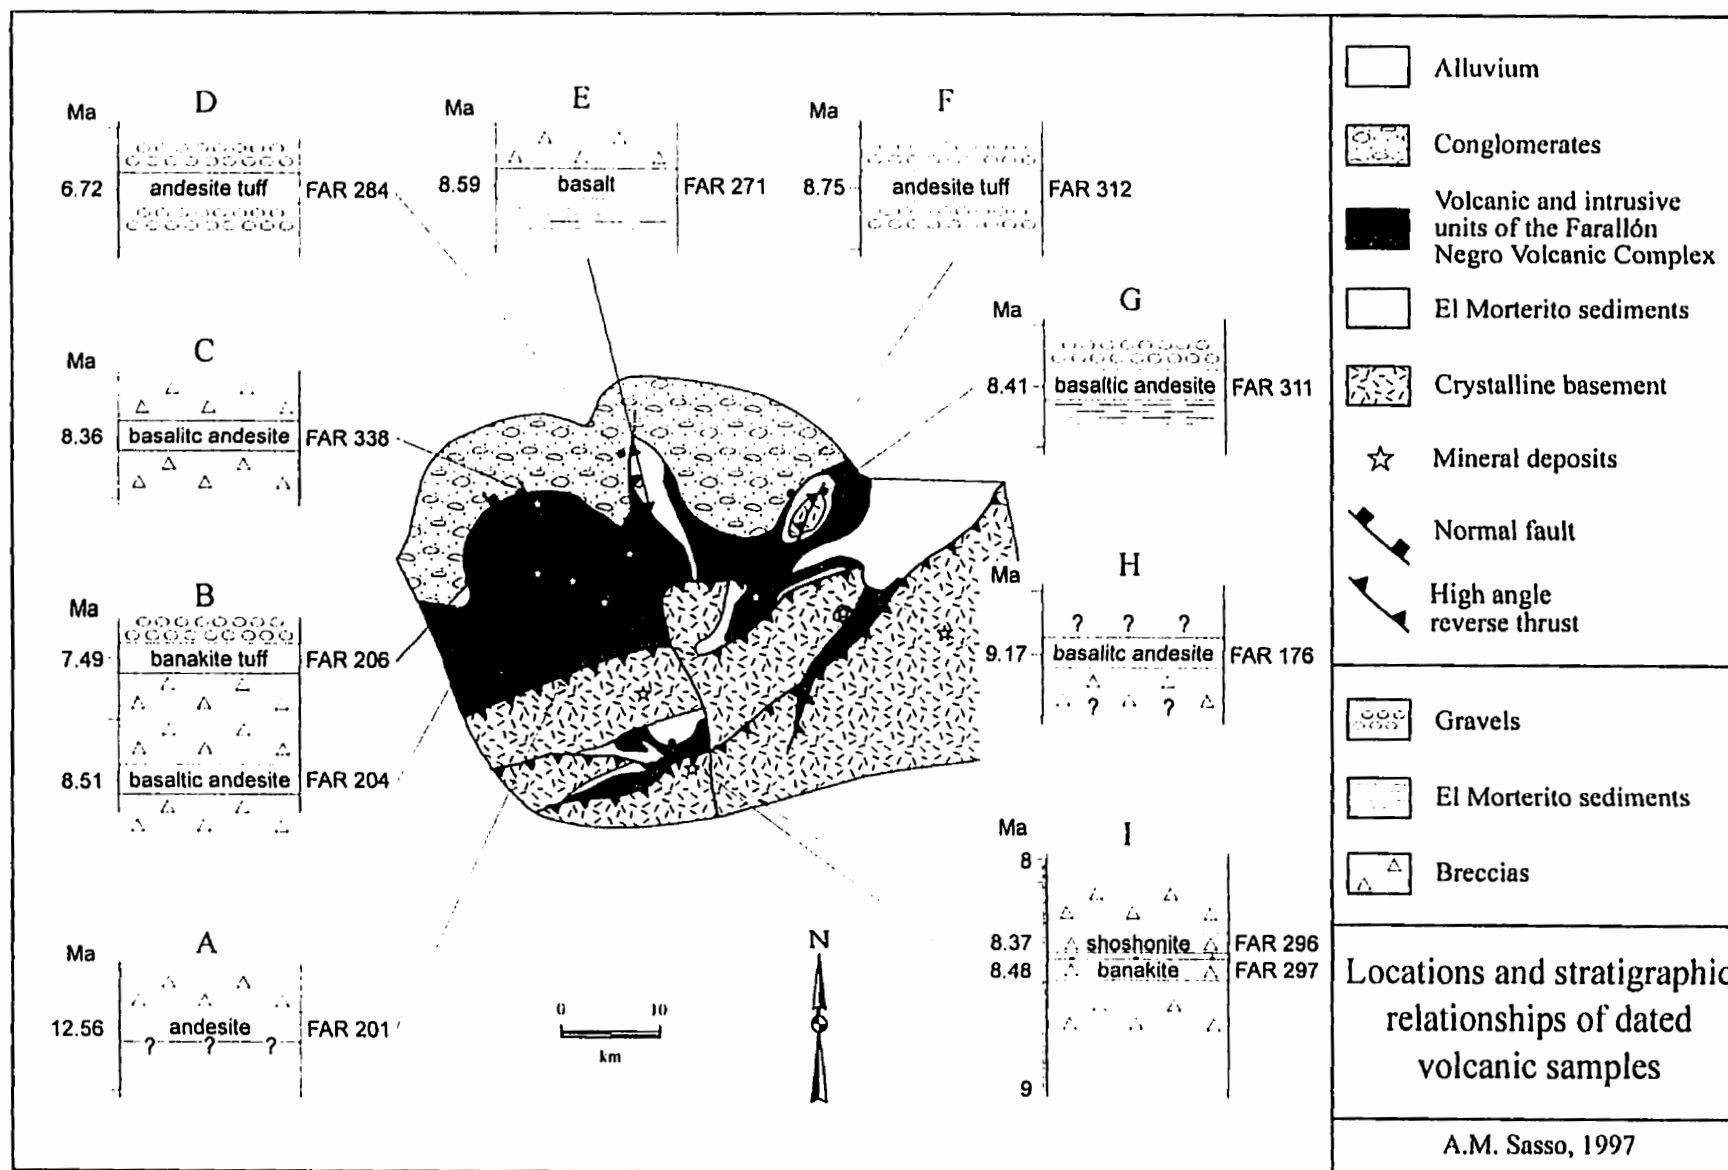 D
Ma
6.72
andesite tuff
FAR 284
E
Ma
8.59
basalt
FAR 271
F
Ma
8.75
andesite tuff
FAR 312
C
Ma
8.36
basalitc andesite
FAR 338
G
Ma
8.41
basaltic andesite
FAR 311
B
Ma
7.49
banakite tuff
FAR 206
8.51
basaltic andesite
FAR 204
H
Ma
? ? ?
9.17
basalitc andesite
FAR 176
? ?
A
Ma
12.56
andesite
FAR 201
? ? ?
I
Ma
8
8.37
shoshonite
FAR 296
8.48
banakite
FAR 297
9
0 10
km
N
Alluvium
Conglomerates
Volcanic and intrusive
units of the Farallón
Negro Volcanic Complex
El Morterito sediments
Crystalline basement
Mineral deposits
Normal fault
High angle
reverse thrust
Gravels
El Morterito sediments
Breccias
Locations and stratigraphic
relationships of dated
volcanic samples
A.M. Sasso, 1997